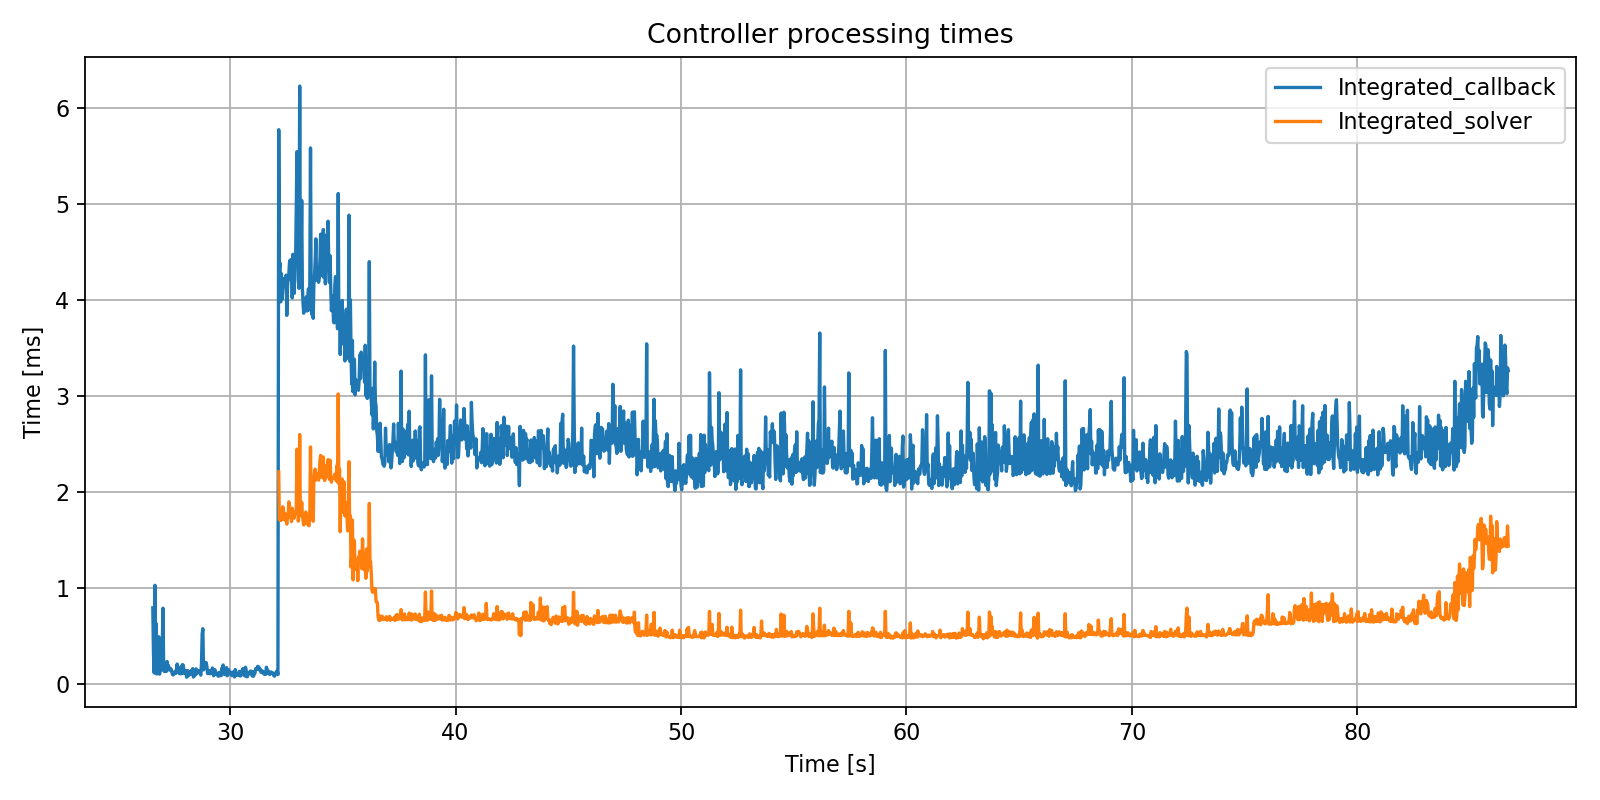 Controller processing times
Integrated_callback
Integrated_solver
Time [ms]
6
5
4
3
2
1
0
30 40 50 60 70 80
Time [s]